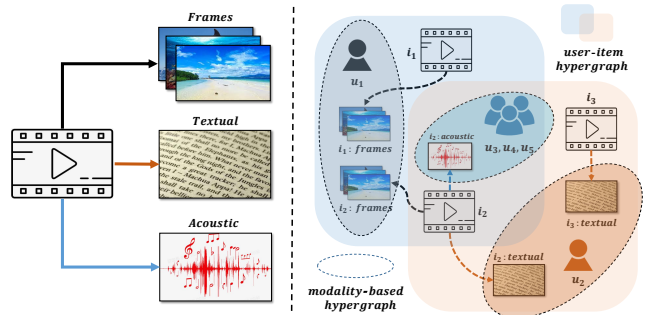 Frames
Textual
Acoustic
u₁
i₁
i₁: frames
i₂: frames
i₂: acoustic
u₃, u₄, u₅
i₂
i₂: textual
user-item
hypergraph
i₃
i₃: textual
u₂
modality-based
hypergraph